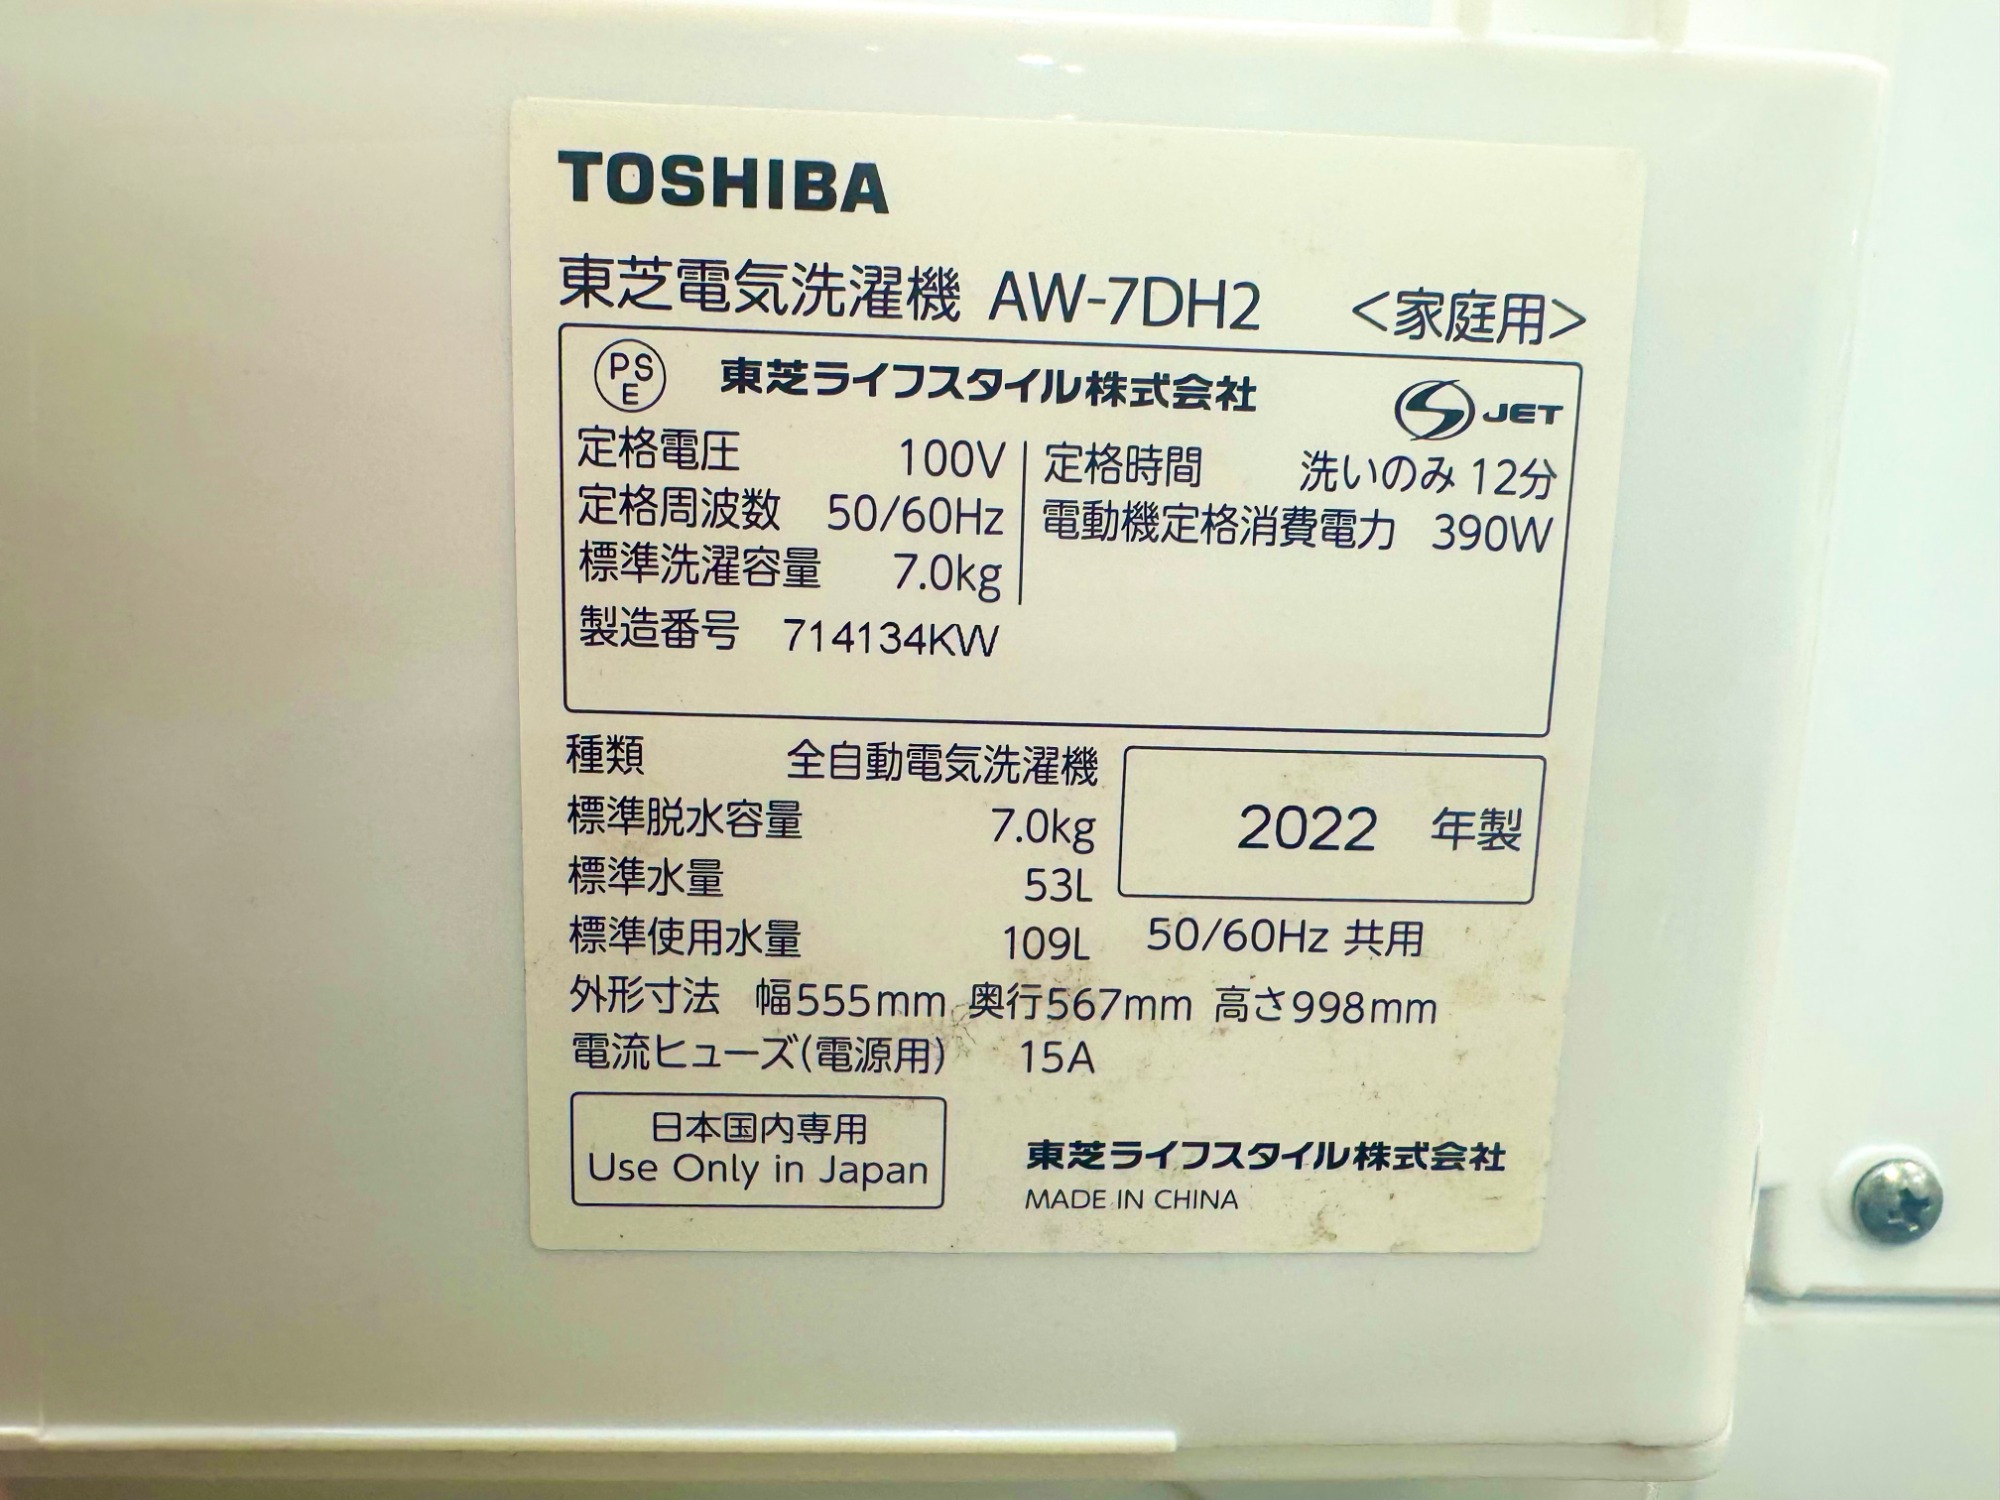 TOSHIBA
東芝電気洗濯機 AW-7DH2 <家庭用>
PSE 東芝ライフスタイル株式会社 S JET
定格電圧 100V 定格時間 洗いのみ 12分
定格周波数 50/60Hz 電動機定格消費電力 390W
標準洗濯容量 7.0kg
製造番号 714134KW
種類 全自動電気洗濯機
標準脱水容量 7.0kg 2022 年製
標準水量 53L
標準使用水量 109L 50/60Hz 共用
外形寸法 幅555mm 奥行567mm 高さ998mm
電流ヒューズ(電源用) 15A
日本国内専用
Use Only in Japan
東芝ライフスタイル株式会社
MADE IN CHINA